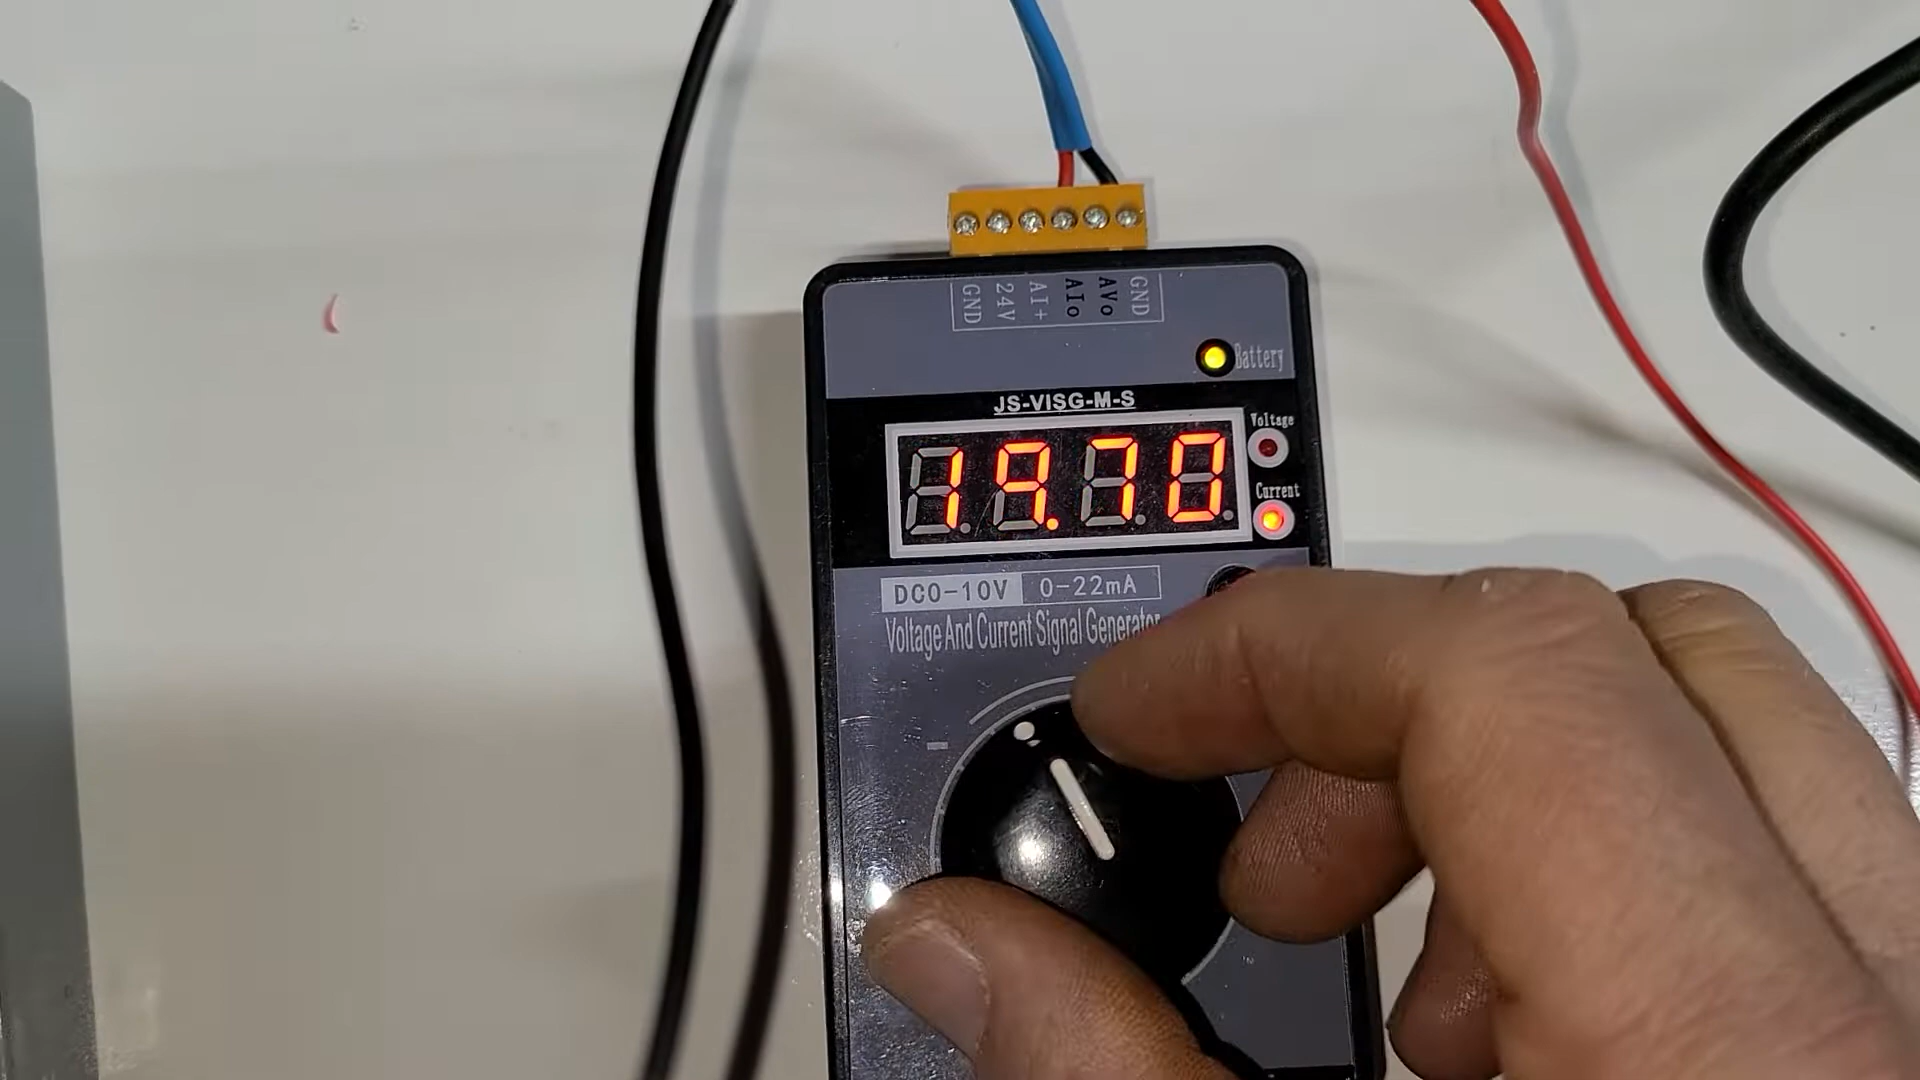 GND 24V AI+ AIo AVo GND
Battery
JS-VISG-M-S
Voltage
19.70
Current
DC0-10V 0-22mA
Voltage And Current Signal Generator